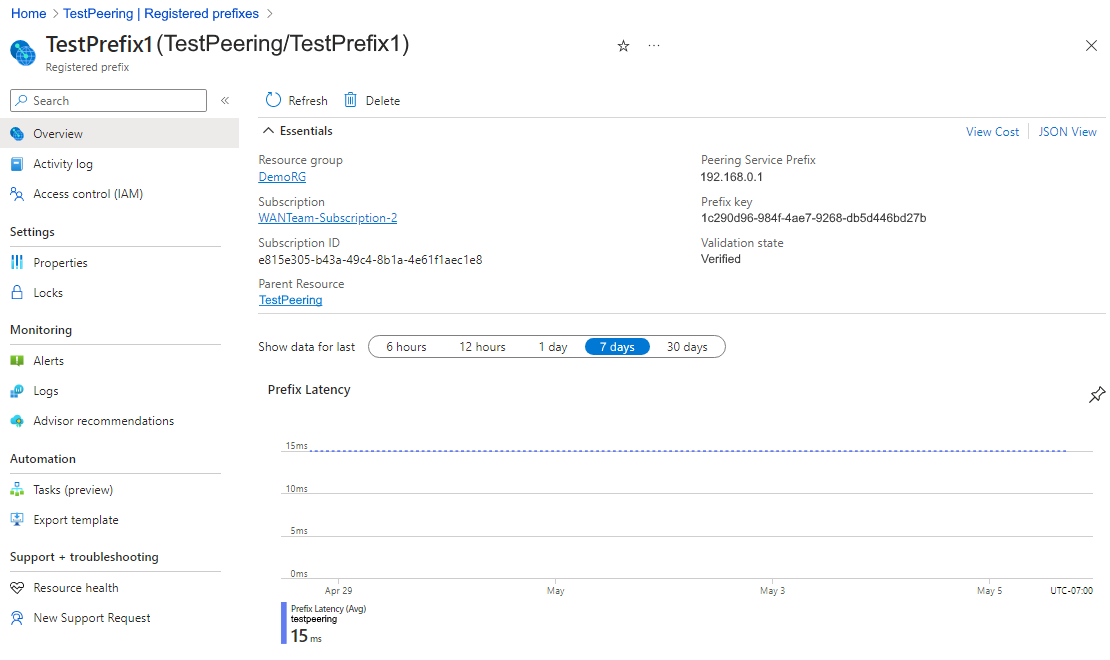 Home > TestPeering | Registered prefixes >
TestPrefix1 (TestPeering/TestPrefix1)
Registered prefix
Search
Overview
Activity log
Access control (IAM)
Settings
Properties
Locks
Monitoring
Alerts
Logs
Advisor recommendations
Automation
Tasks (preview)
Export template
Support + troubleshooting
Resource health
New Support Request
Refresh Delete
Essentials
View Cost JSON View
Resource group
DemoRG
Subscription
WANTeam-Subscription-2
Subscription ID
e815e305-b43a-49c4-8b1a-4e61f1aec1e8
Parent Resource
TestPeering
Peering Service Prefix
192.168.0.1
Prefix key
1c290d96-984f-4ae7-9268-db5d446bd27b
Validation state
Verified
Show data for last 6 hours 12 hours 1 day 7 days 30 days
Prefix Latency
15ms
10ms
5ms
0ms
Apr 29 May May 3 May 5 UTC-07:00
Prefix Latency (Avg)
testpeering
15 ms